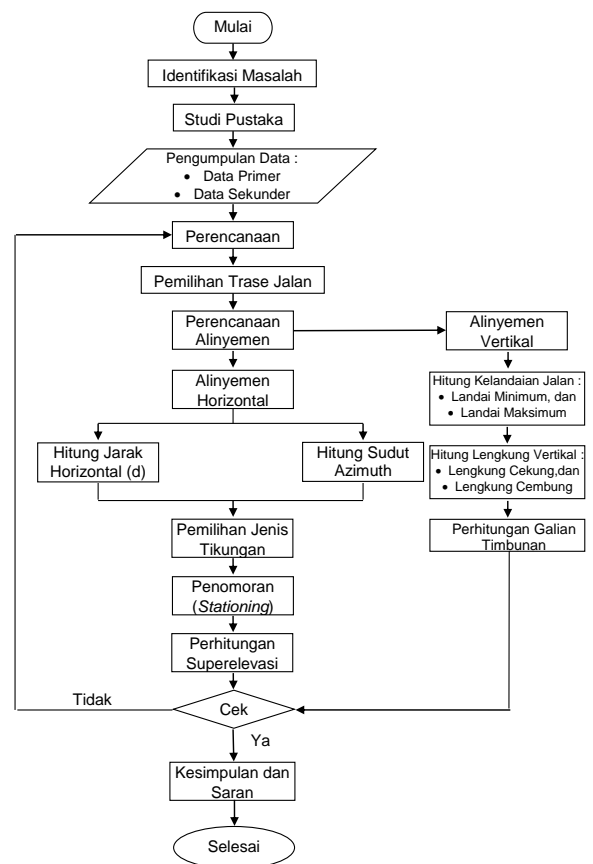 Mulai
Identifikasi Masalah
Studi Pustaka
Pengumpulan Data :
• Data Primer
• Data Sekunder
Perencanaan
Pemilihan Trase Jalan
Perencanaan
Alinyemen
Alinyemen
Vertikal
Alinyemen
Horizontal
Hitung Kelandaian Jalan :
• Landai Minimum, dan
• Landai Maksimum
Hitung Jarak
Horizontal (d)
Hitung Sudut
Azimuth
Hitung Lengkung Vertikal :
• Lengkung Cekung,dan
• Lengkung Cembung
Pemilihan Jenis
Tikungan
Perhitungan Galian
Timbunan
Penomoran
(Stationing)
Perhitungan
Superelevasi
Tidak
Cek
Ya
Kesimpulan dan
Saran
Selesai